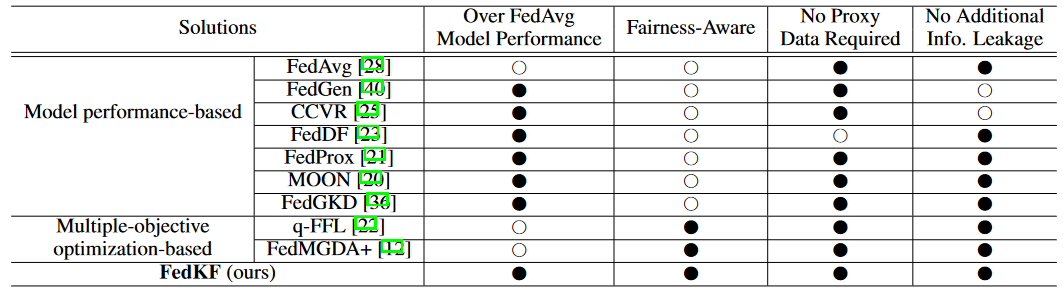 Solutions Over FedAvg Model Performance Fairness-Aware No Proxy Data Required No Additional Info. Leakage
Model performance-based
FedAvg [28] ○ ○ ● ●
FedGen [40] ● ○ ● ○
CCVR [25] ● ○ ● ○
FedDF [23] ● ○ ○ ●
FedProx [21] ● ○ ● ●
MOON [20] ● ○ ● ●
FedGKD [36] ● ○ ● ●
Multiple-objective
optimization-based
q-FFL [22] ○ ● ● ●
FedMGDA+ [12] ○ ● ● ●
FedKF (ours) ● ● ● ●